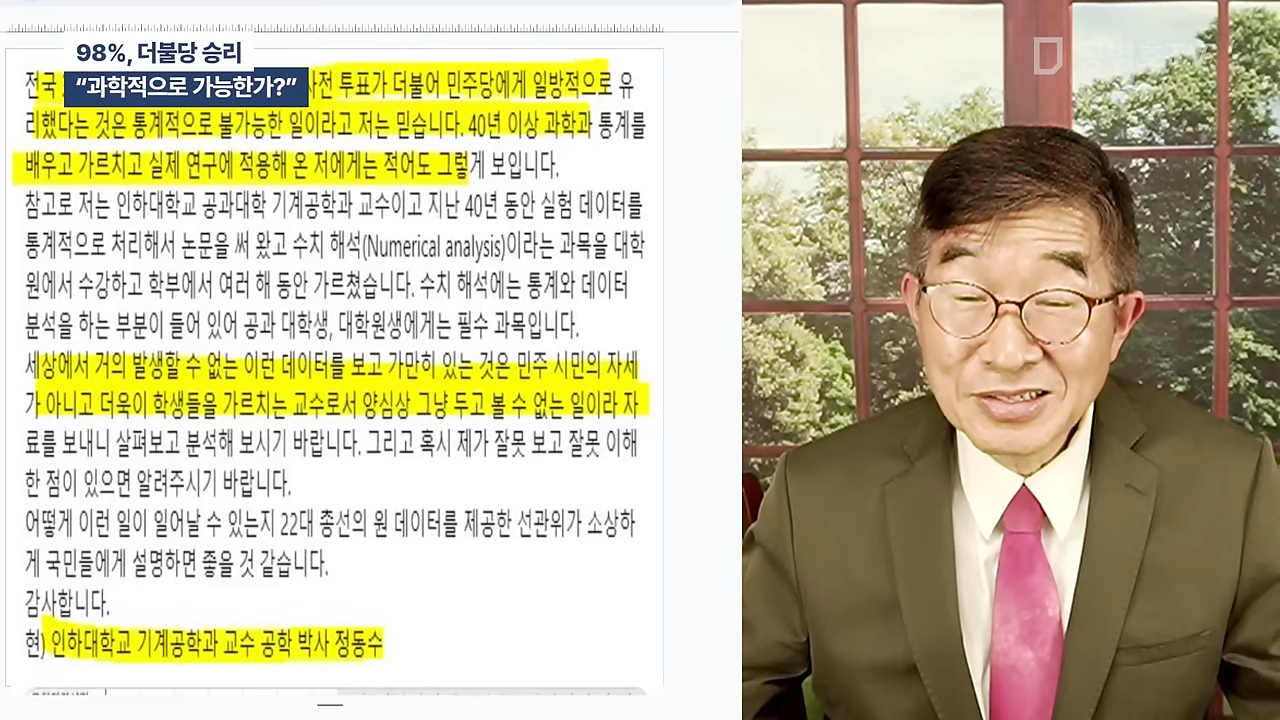 98%, 더불당 승리
“과학적으로 가능한가?”
전국 사전 투표가 더불어 민주당에게 일방적으로 유
리했다는 것은 통계적으로 불가능한 일이라고 저는 믿습니다. 40년 이상 과학과 통계를
배우고 가르치고 실제 연구에 적용해 온 저에게는 적어도 그렇게 보입니다.
참고로 저는 인하대학교 공과대학 기계공학과 교수이고 지난 40년 동안 실험 데이터를
통계적으로 처리해서 논문을 써 왔고 수치 해석(Numerical analysis)이라는 과목을 대학
원에서 수강하고 학부에서 여러 해 동안 가르쳤습니다. 수치 해석에는 통계와 데이터
분석을 하는 부분이 들어 있어 공과 대학생, 대학원생에게는 필수 과목입니다.
세상에서 거의 발생할 수 없는 이런 데이터를 보고 가만히 있는 것은 민주 시민의 자세
가 아니고 더욱이 학생들을 가르치는 교수로서 양심상 그냥 두고 볼 수 없는 일이라 자
료를 보내니 살펴보고 분석해 보시기 바랍니다. 그리고 혹시 제가 잘못 보고 잘못 이해
한 점이 있으면 알려주시기 바랍니다.
어떻게 이런 일이 일어날 수 있는지 22대 총선의 원 데이터를 제공한 선관위가 소상하
게 국민들에게 설명하면 좋을 것 같습니다.
감사합니다.
현) 인하대학교 기계공학과 교수 공학 박사 정동수